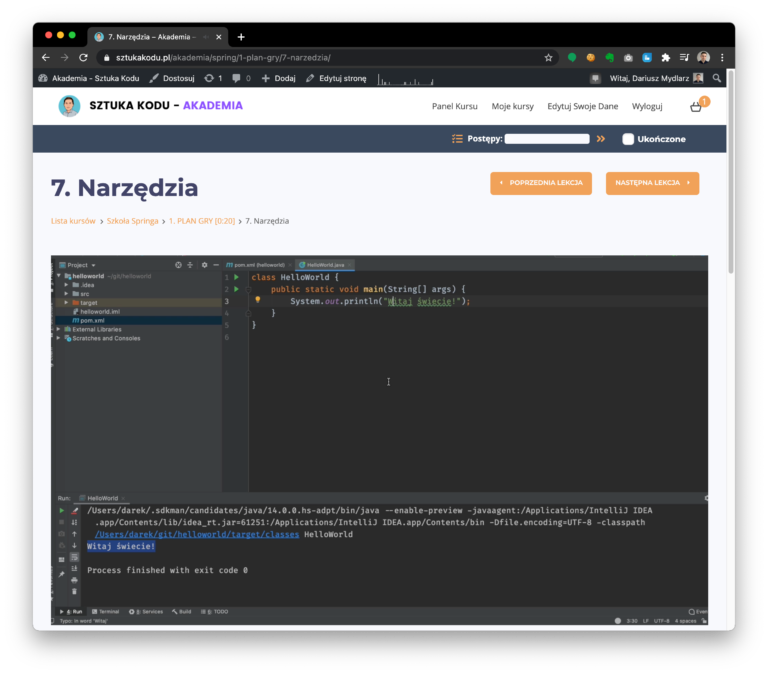 7. Narzędzia – Akademia –
sztukakodu.pl/akademia/spring/1-plan-gry/7-narzedzia/
Akademia - Sztuka Kodu Dostosuj 1 0 Dodaj Edytuj stronę Witaj, Dariusz Mydlarz
SZTUKA KODU - AKADEMIA Panel Kursu Moje kursy Edytuj Swoje Dane Wyloguj 1
Postępy: Ukończone
7. Narzędzia
POPRZEDNIA LEKCJA NASTĘPNA LEKCJA
Lista kursów > Szkoła Springa > 1. PLAN GRY [0:20] > 7. Narzędzia
Project pom.xml (helloworld) HelloWorld.java
helloworld ~/git/helloworld
.idea
src
target
helloworld.iml
pom.xml
External Libraries
Scratches and Consoles
1 class HelloWorld {
2 public static void main(String[] args) {
3 System.out.println("Witaj świecie!");
4 }
5 }
6
Run: HelloWorld
/Users/darek/.sdkman/candidates/java/14.0.0.hs-adpt/bin/java --enable-preview -javaagent:/Applications/IntelliJ IDEA
.app/Contents/lib/idea_rt.jar=61251:/Applications/IntelliJ IDEA.app/Contents/bin -Dfile.encoding=UTF-8 -classpath
/Users/darek/git/helloworld/target/classes HelloWorld
Witaj świecie!
Process finished with exit code 0
4: Run Terminal 8: Services Build 6: TODO Even
Typo: In word 'Witaj' 3:30 LF UTF-8 4 spaces